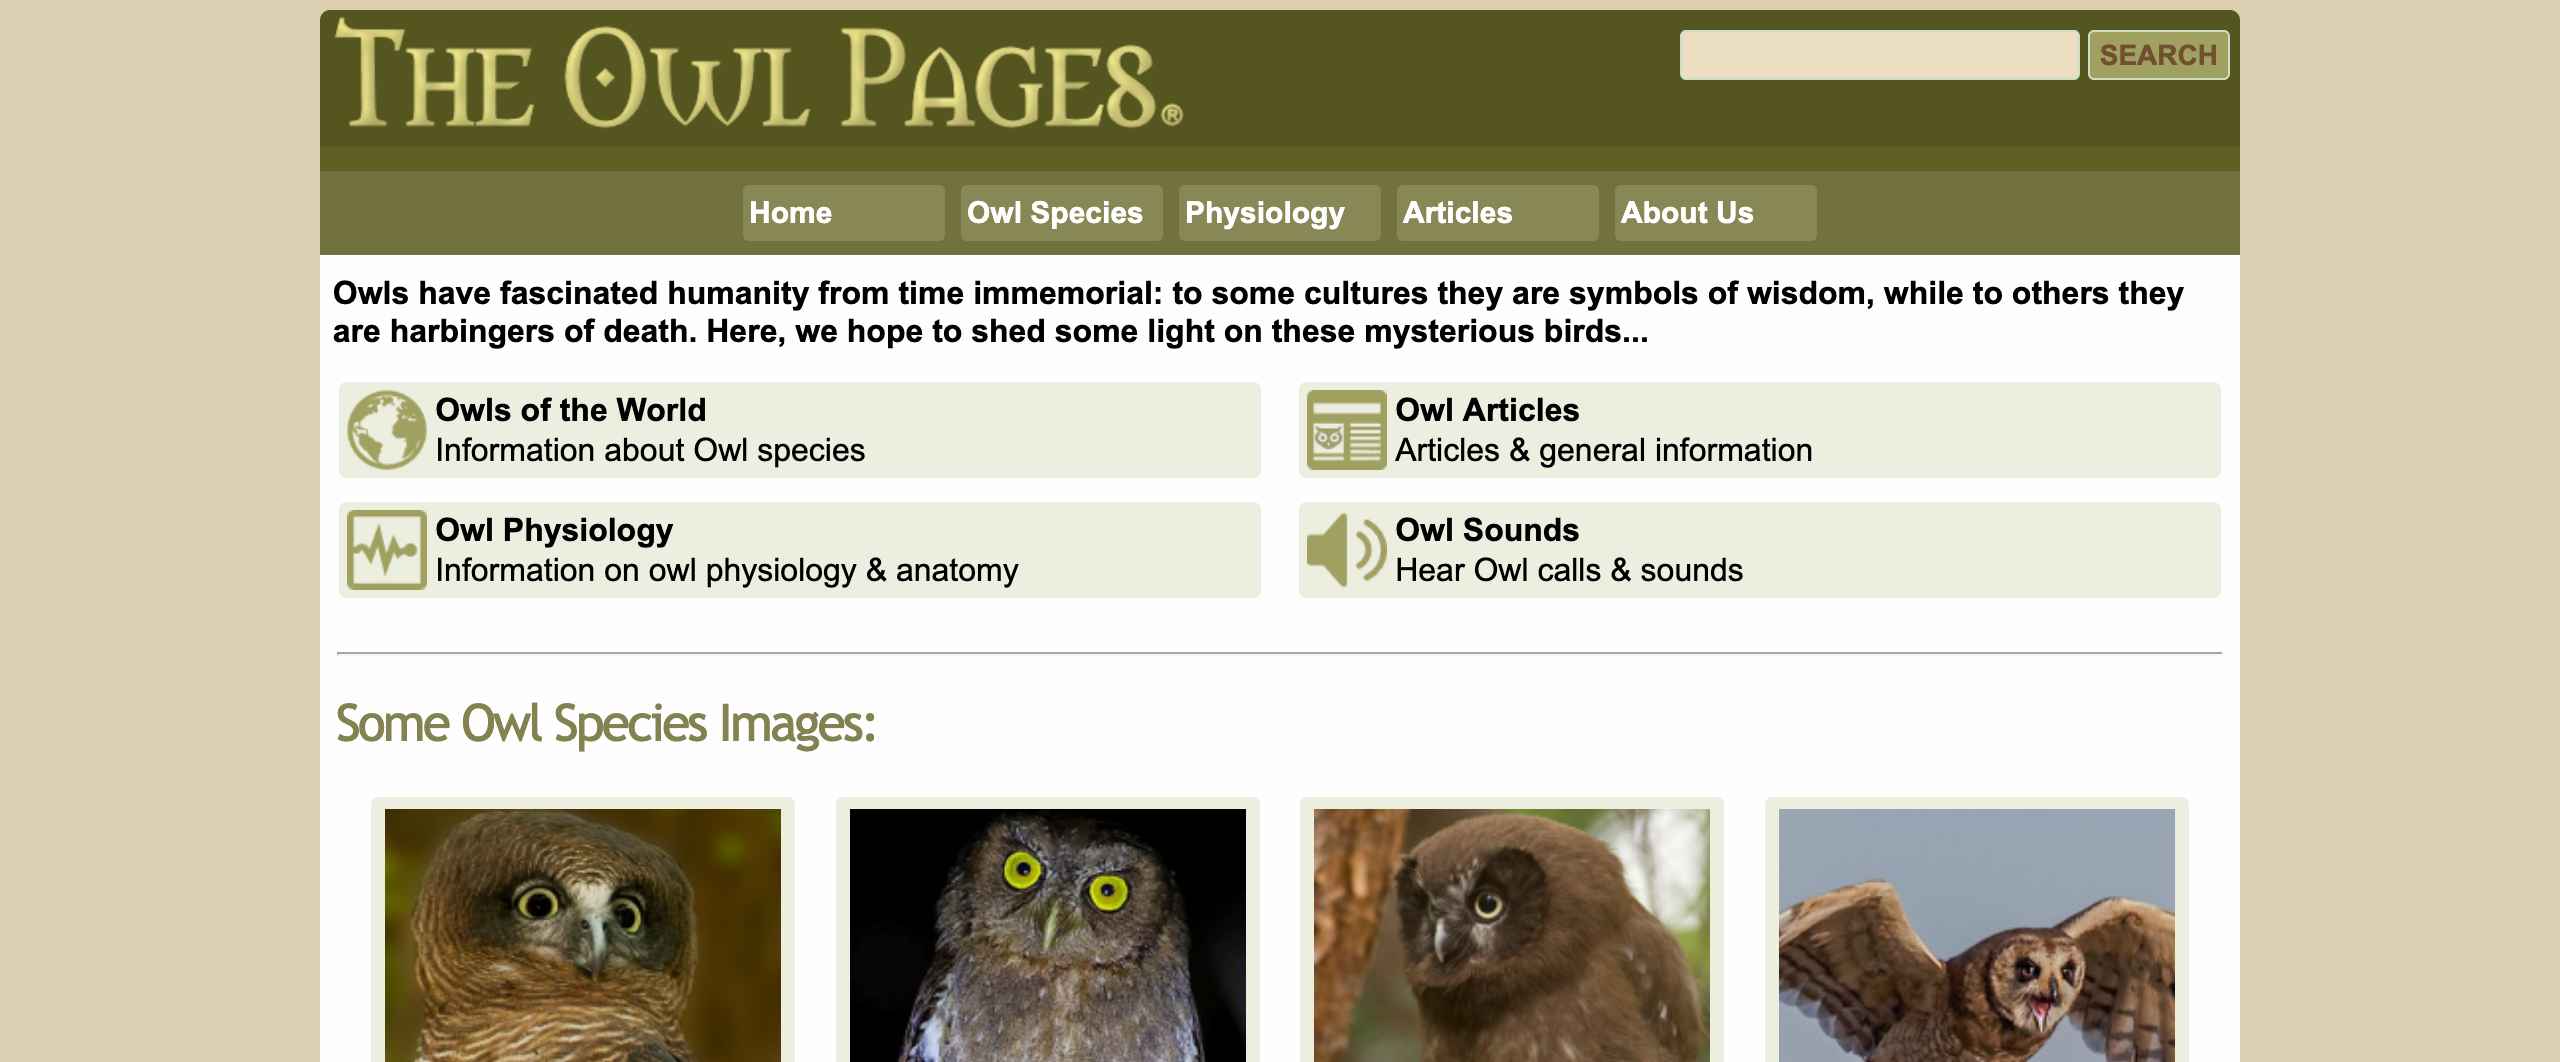 The Owl Pages®
SEARCH
Home Owl Species Physiology Articles About Us
Owls have fascinated humanity from time immemorial: to some cultures they are symbols of wisdom, while to others they
are harbingers of death. Here, we hope to shed some light on these mysterious birds...
Owls of the World
Information about Owl species
Owl Articles
Articles & general information
Owl Physiology
Information on owl physiology & anatomy
Owl Sounds
Hear Owl calls & sounds
Some Owl Species Images: